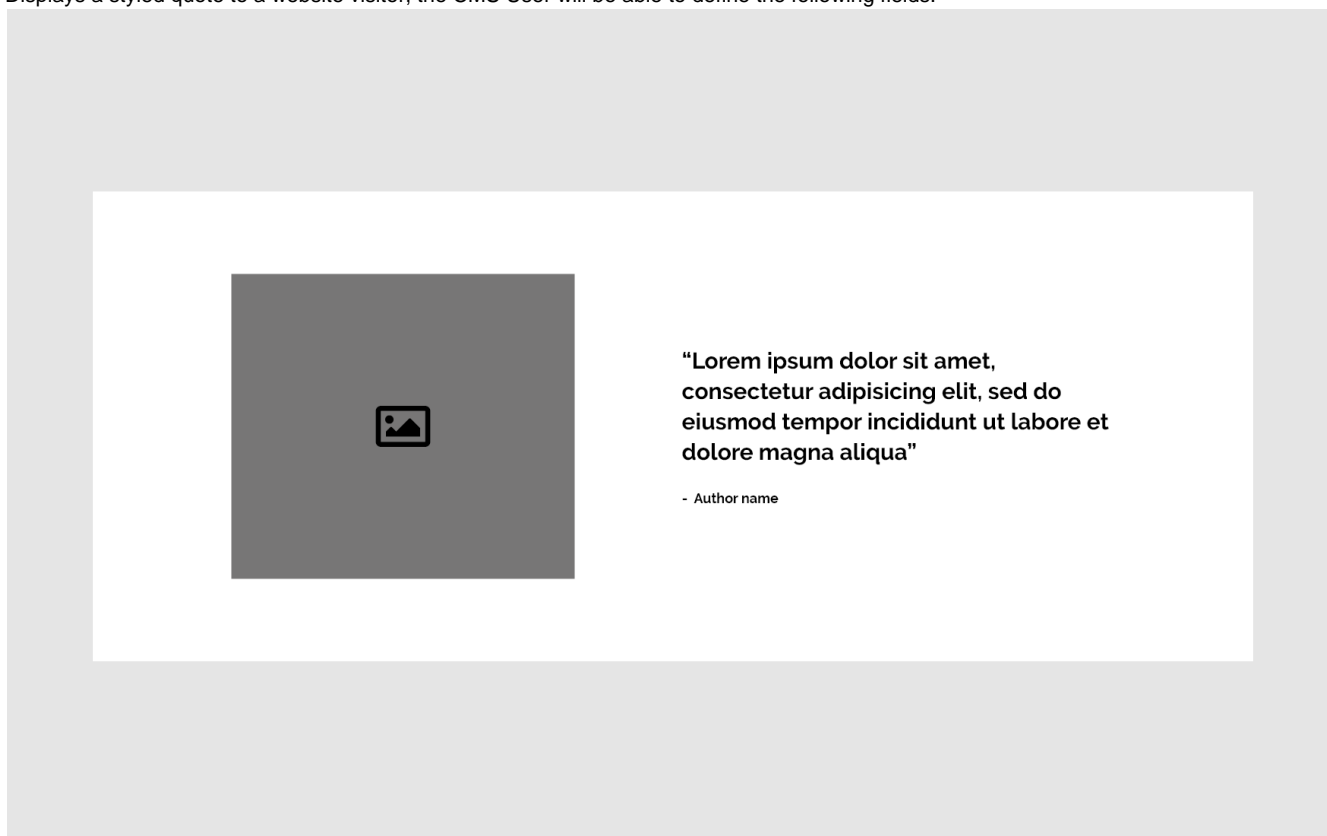 Displays a styled quote to a website visitor, the CMS User will be able to define the following fields.
“Lorem ipsum dolor sit amet,
consectetur adipisicing elit, sed do
eiusmod tempor incididunt ut labore et
dolore magna aliqua”
- Author name